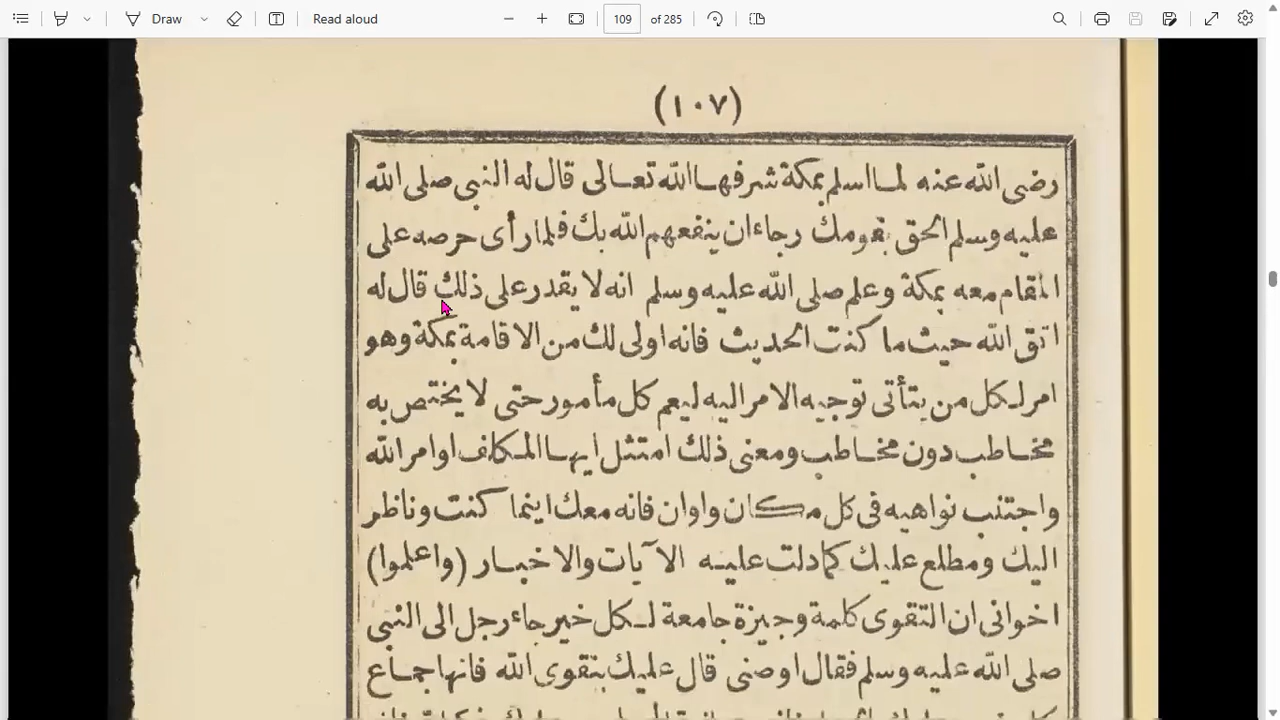 Draw
Read aloud
109
of 285
(١٠٧)
رضى الله عنه لما اسلم بمكة شرفها الله تعالى قال له النبى صلى الله
عليه وسلم الحق بقومك رجاء ان ينفعهم الله بك فلما رأى حرصه على
المقام معه بمكة وعلم صلى الله عليه وسلم انه لا يقدر على ذلك قال له
اتق الله حيث ما كنت الحديث فانه اولى لك من الاقامة بمكة وهو
امر لكل من يتأتى توجيه الامر اليه ليعم كل مأمور حتى لا يختص به
مخاطب دون مخاطب ومعنى ذلك امتثل ايها المكلف اوامر الله
واجتنب نواهيه فى كل مكان واوان فانه معك اينما كنت وناظر
اليك ومطلع عليك كما دلت عليه الآيات والاخبار (واعلموا)
اخوانى ان التقوى كلمة وجيزة جامعة لكل خير جاء رجل الى النبى
صلى الله عليه وسلم فقال اوصنى قال عليك بتقوى الله فانها جماع